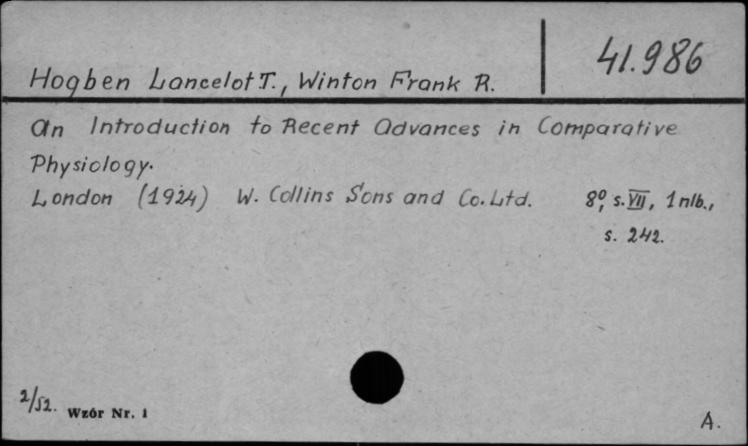 41.986
Hogben Lancelot T., Winton Frank R.
An Introduction to Recent Advances in Comparative
Physiology.
London (1924) W. Collins Sons and Co. Ltd. 8°, s. VII, 1 nlb.,
s. 242.
2/52. Wzór Nr. 1
A.